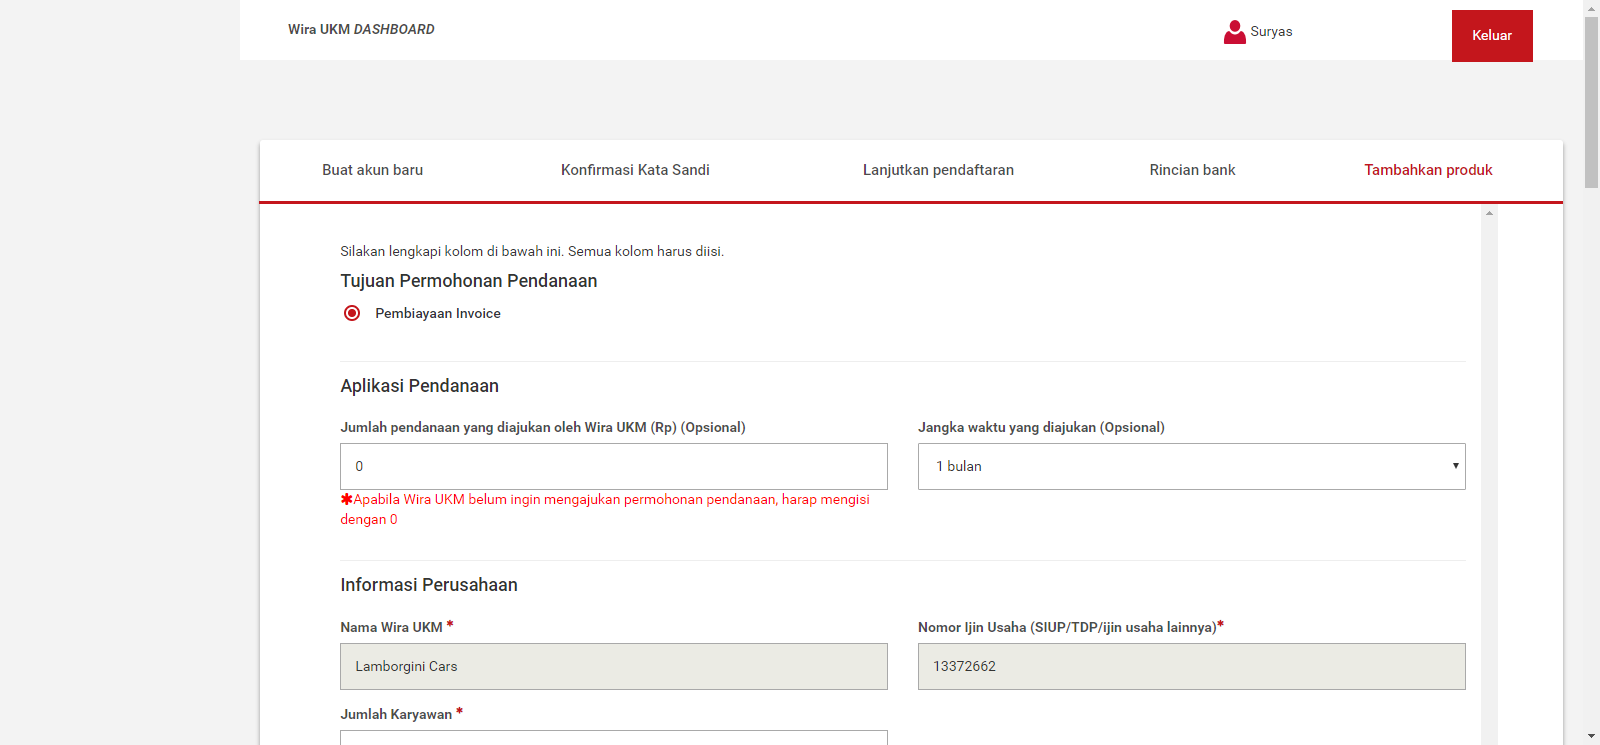 Wira UKM DASHBOARD
Suryas
Keluar
Buat akun baru
Konfirmasi Kata Sandi
Lanjutkan pendaftaran
Rincian bank
Tambahkan produk
Silakan lengkapi kolom di bawah ini. Semua kolom harus diisi.
Tujuan Permohonan Pendanaan
Pembiayaan Invoice
Aplikasi Pendanaan
Jumlah pendanaan yang diajukan oleh Wira UKM (Rp) (Opsional)
Jangka waktu yang diajukan (Opsional)
0
1 bulan
✱Apabila Wira UKM belum ingin mengajukan permohonan pendanaan, harap mengisi
dengan 0
Informasi Perusahaan
Nama Wira UKM *
Nomor Ijin Usaha (SIUP/TDP/ijin usaha lainnya)*
Lamborgini Cars
13372662
Jumlah Karyawan *